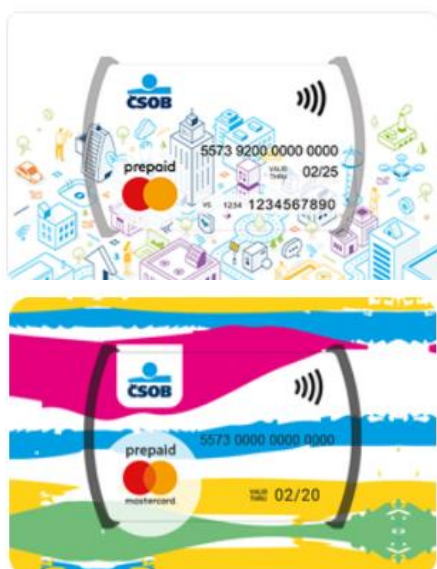 ČSOB
5573 9200 0000 0000
prepaid
VALID THRU 02/25
VS 1234 1234567890
ČSOB
prepaid
5573 0000 0000 0000
mastercard
VALID THRU 02/20